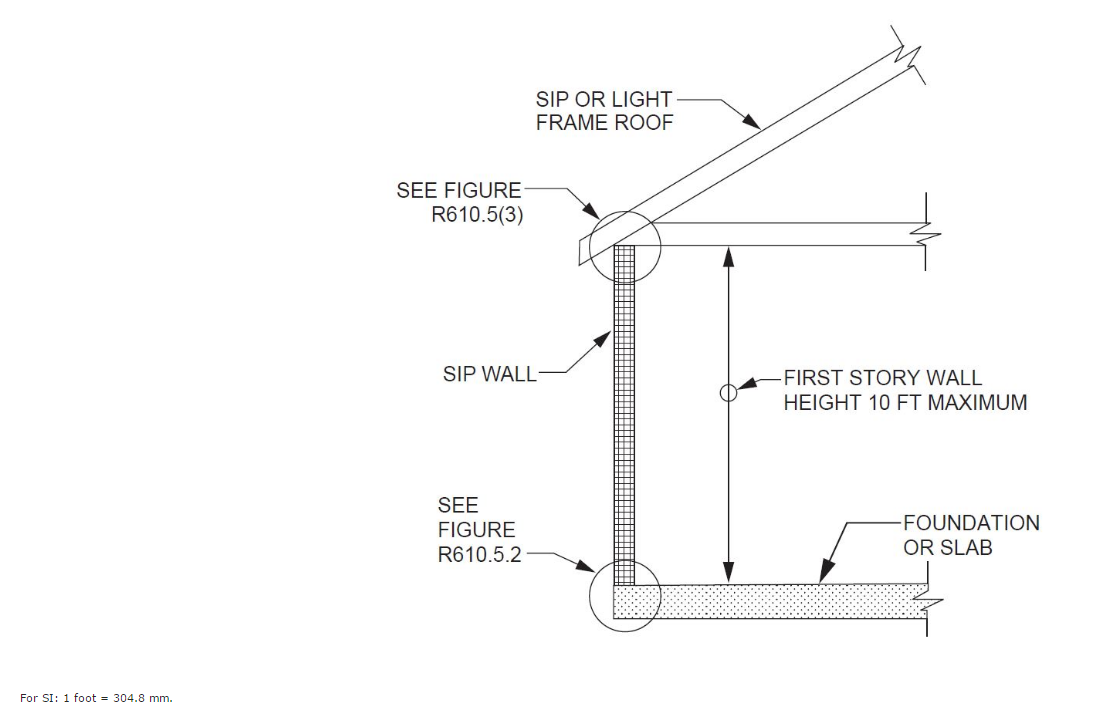 SIP OR LIGHT
FRAME ROOF
SEE FIGURE
R610.5(3)
SIP WALL
FIRST STORY WALL
HEIGHT 10 FT MAXIMUM
SEE
FIGURE
R610.5.2
FOUNDATION
OR SLAB
For SI: 1 foot = 304.8 mm.